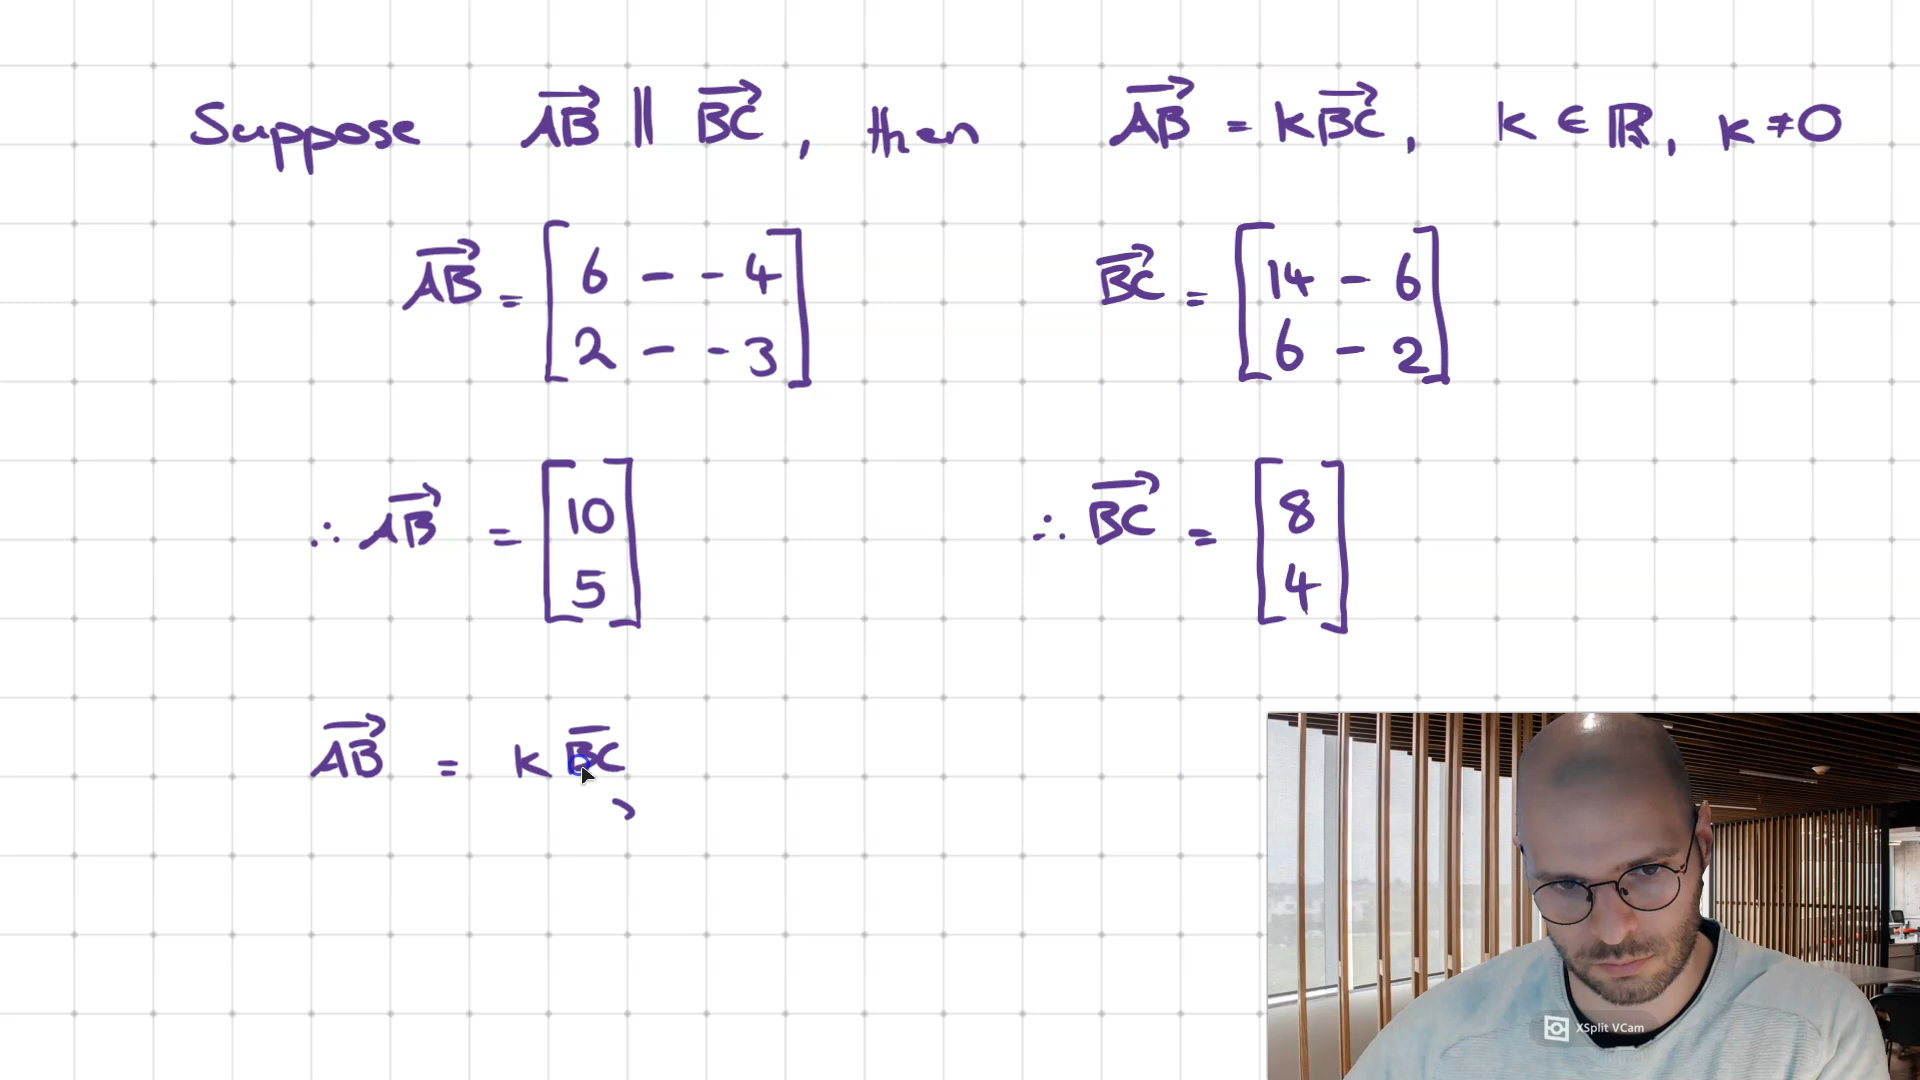 Suppose AB ∥ BC, then AB = kBC, k ∈ ℝ, k ≠ 0
AB = [6 - - 4
2 - - 3]
BC = [14 - 6
6 - 2]
∴ AB = [10
5]
∴ BC = [8
4]
AB = k BC
XSplit VCam